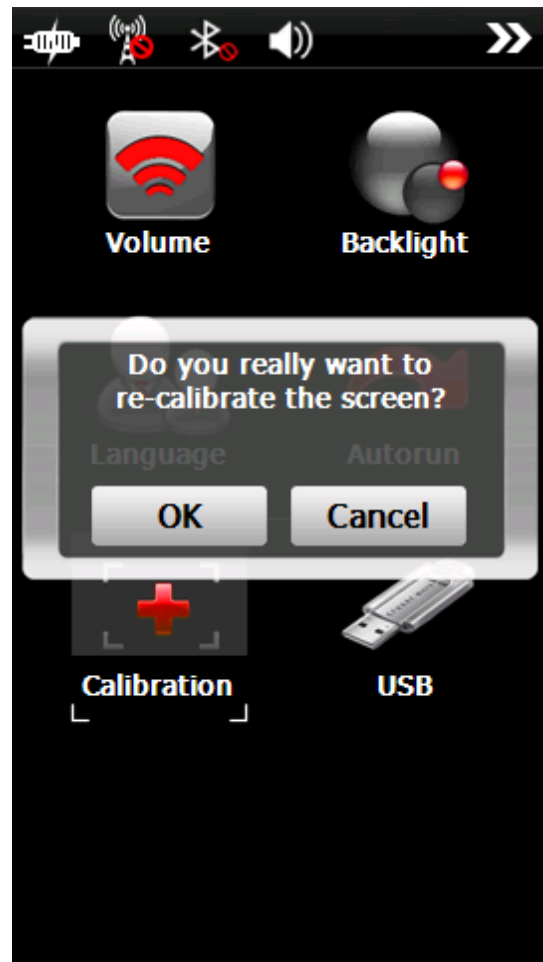 Volume
Backlight
Do you really want to
re-calibrate the screen?
Language
Autorun
OK
Cancel
Calibration
USB